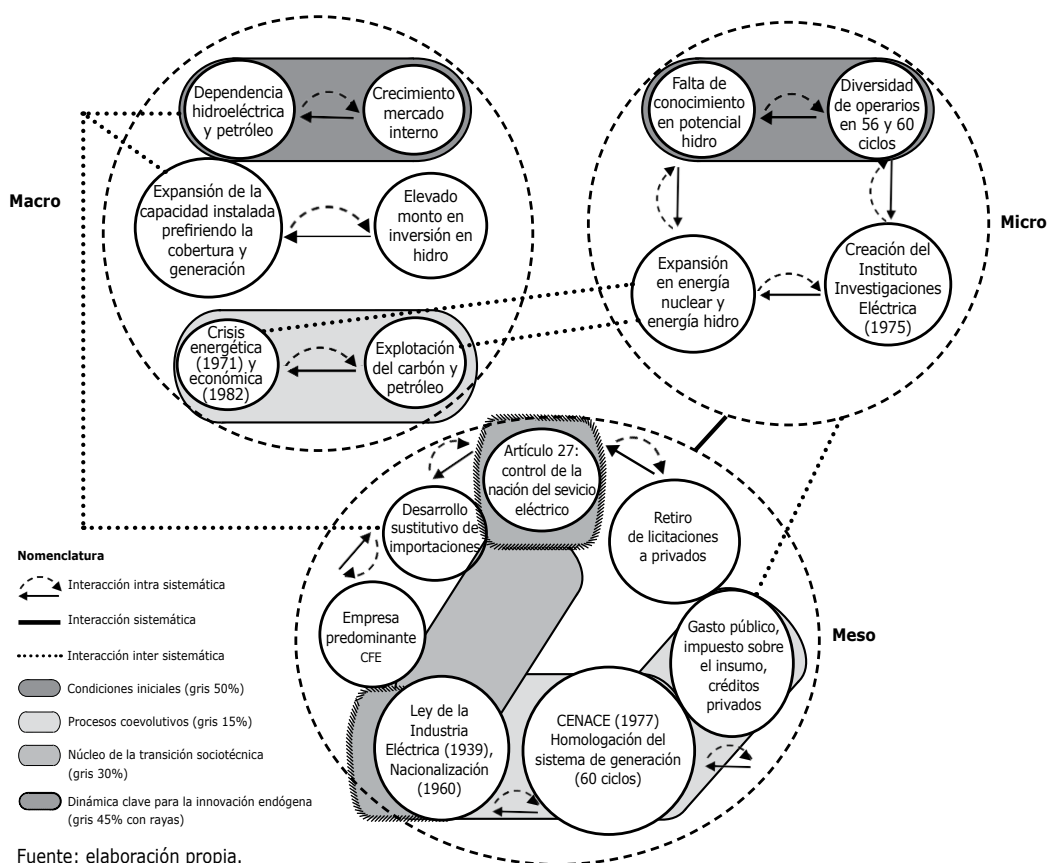 Macro
Dependencia
hidroeléctrica
y petróleo
Crecimiento
mercado
interno
Expansión de la
capacidad instalada
prefiriendo la
cobertura y
generación
Elevado
monto en
inversión en
hidro
Crisis
energética
(1971) y
económica
(1982)
Explotación
del carbón y
petróleo
Micro
Falta de
conocimiento
en potencial
hidro
Diversidad
de operarios
en 56 y 60
ciclos
Expansión
en energía
nuclear y
energía hidro
Creación del
Instituto
Investigaciones
Eléctrica
(1975)
Meso
Artículo 27:
control de la
nación del sevicio
eléctrico
Desarrollo
sustitutivo de
importaciones
Retiro
de licitaciones
a privados
Empresa
predominante
CFE
Gasto público,
impuesto sobre
el insumo,
créditos
privados
Ley de la
Industria
Eléctrica (1939),
Nacionalización
(1960)
CENACE (1977)
Homologación del
sistema de generación
(60 ciclos)
Nomenclatura
Interacción intra sistemática
Interacción sistemática
Interacción inter sistemática
Condiciones iniciales (gris 50%)
Procesos coevolutivos (gris 15%)
Núcleo de la transición sociotécnica
(gris 30%)
Dinámica clave para la innovación endógena
(gris 45% con rayas)
Fuente: elaboración propia.